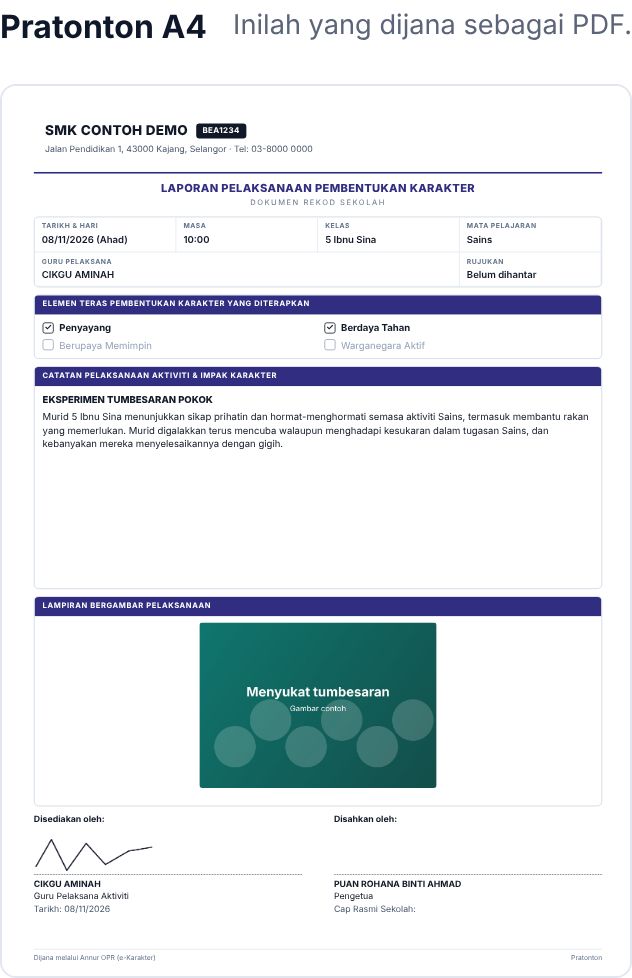 Pratonton A4 Inilah yang dijana sebagai PDF.
SMK CONTOH DEMO BEA1234
Jalan Pendidikan 1, 43000 Kajang, Selangor · Tel: 03-8000 0000
LAPORAN PELAKSANAAN PEMBENTUKAN KARAKTER
DOKUMEN REKOD SEKOLAH
TARIKH & HARI MASA KELAS MATA PELAJARAN
08/11/2026 (Ahad) 10:00 5 Ibnu Sina Sains
GURU PELAKSANA RUJUKAN
CIKGU AMINAH Belum dihantar
ELEMEN TERAS PEMBENTUKAN KARAKTER YANG DITERAPKAN
Penyayang Berdaya Tahan
Berupaya Memimpin Warganegara Aktif
CATATAN PELAKSANAAN AKTIVITI & IMPAK KARAKTER
EKSPERIMEN TUMBESARAN POKOK
Murid 5 Ibnu Sina menunjukkan sikap prihatin dan hormat-menghormati semasa aktiviti Sains, termasuk membantu rakan
yang memerlukan. Murid digalakkan terus mencuba walaupun menghadapi kesukaran dalam tugasan Sains, dan
kebanyakan mereka menyelesaikannya dengan gigih.
LAMPIRAN BERGAMBAR PELAKSANAAN
Menyukat tumbesaran
Gambar contoh
Disediakan oleh: Disahkan oleh:
CIKGU AMINAH PUAN ROHANA BINTI AHMAD
Guru Pelaksana Aktiviti Pengetua
Tarikh: 08/11/2026 Cap Rasmi Sekolah:
Dijana melalui Annur OPR (e-Karakter) Pratonton